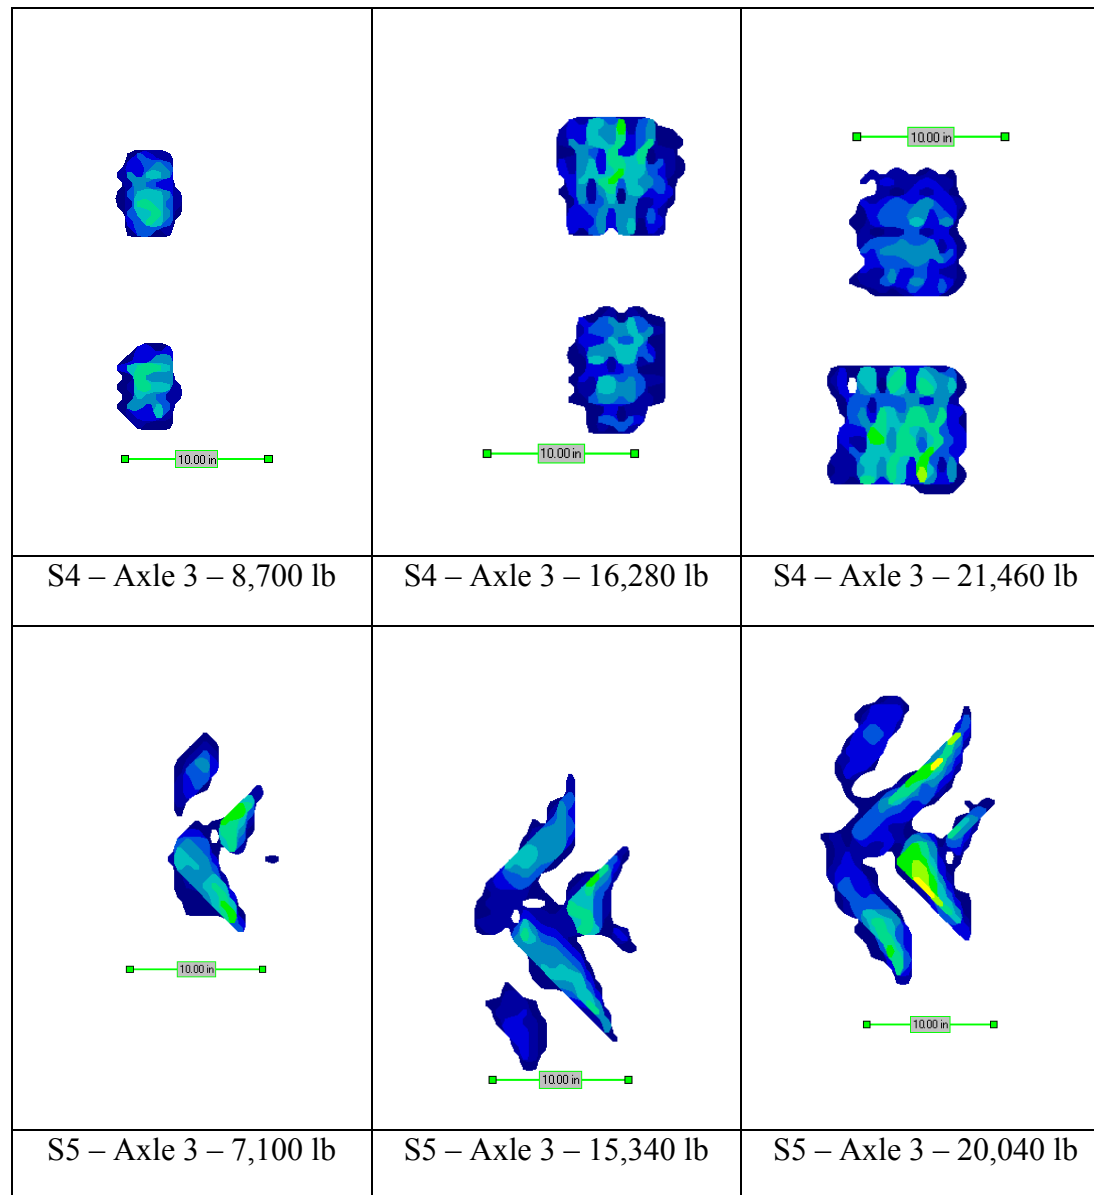 10.00 in
10.00 in
10.00 in
S4 – Axle 3 – 8,700 lb
S4 – Axle 3 – 16,280 lb
S4 – Axle 3 – 21,460 lb
10.00 in
10.00 in
10.00 in
S5 – Axle 3 – 7,100 lb
S5 – Axle 3 – 15,340 lb
S5 – Axle 3 – 20,040 lb